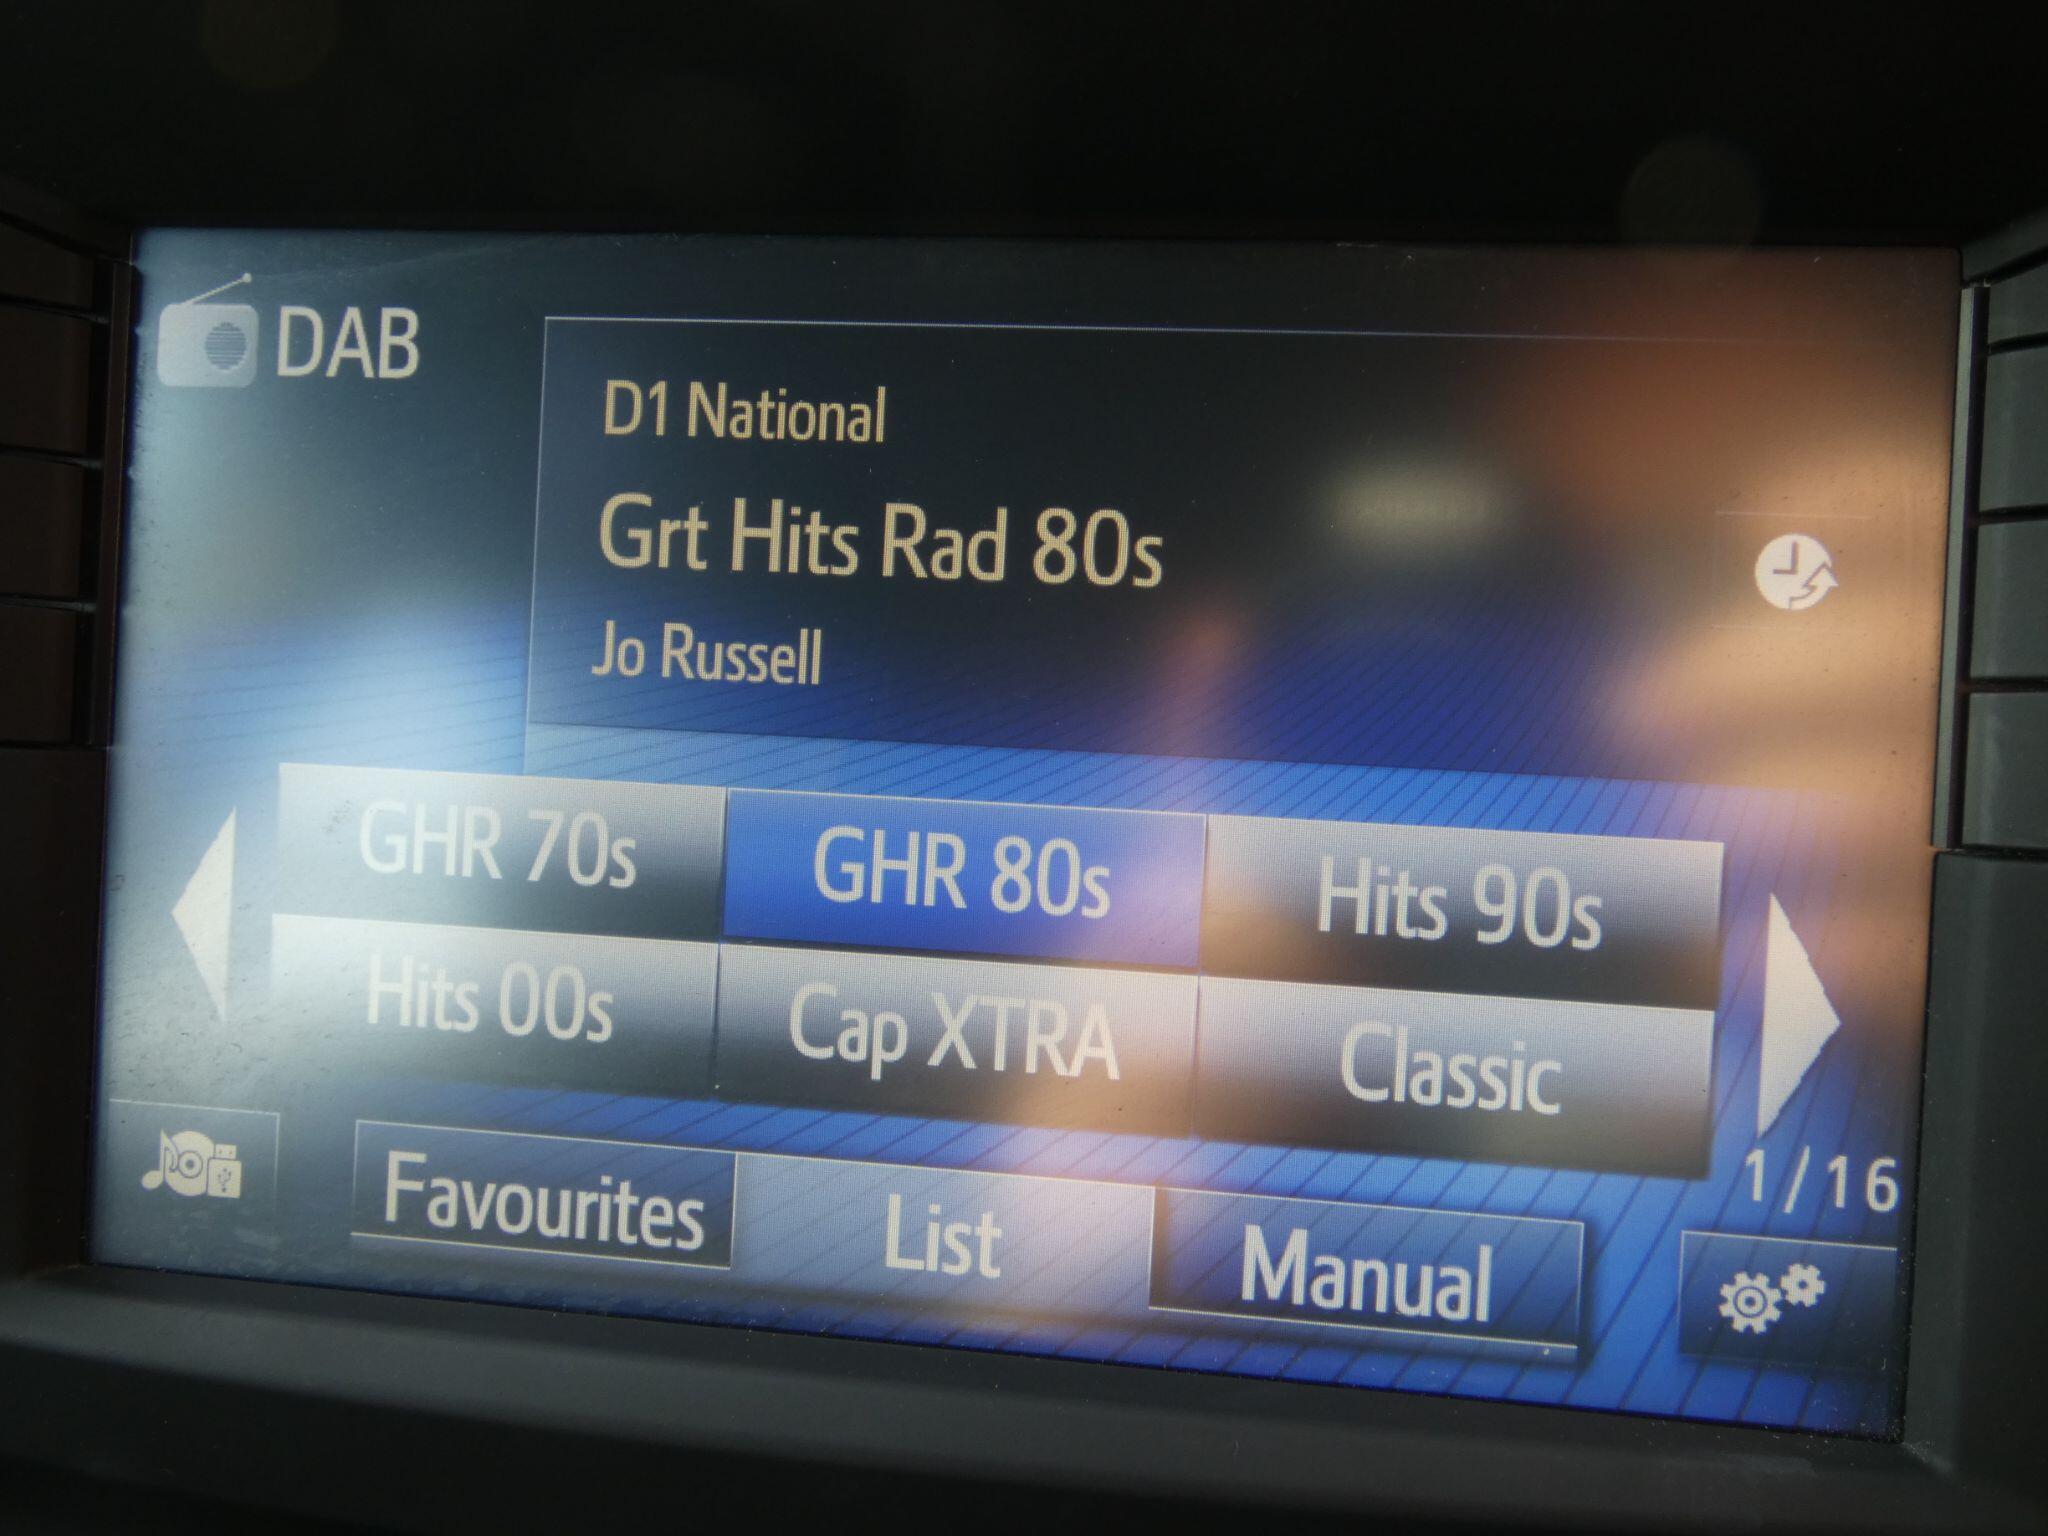 DAB
D1 National
Grt Hits Rad 80s
Jo Russell
GHR 70s
GHR 80s
Hits 90s
Hits 00s
Cap XTRA
Classic
1/16
Favourites
List
Manual